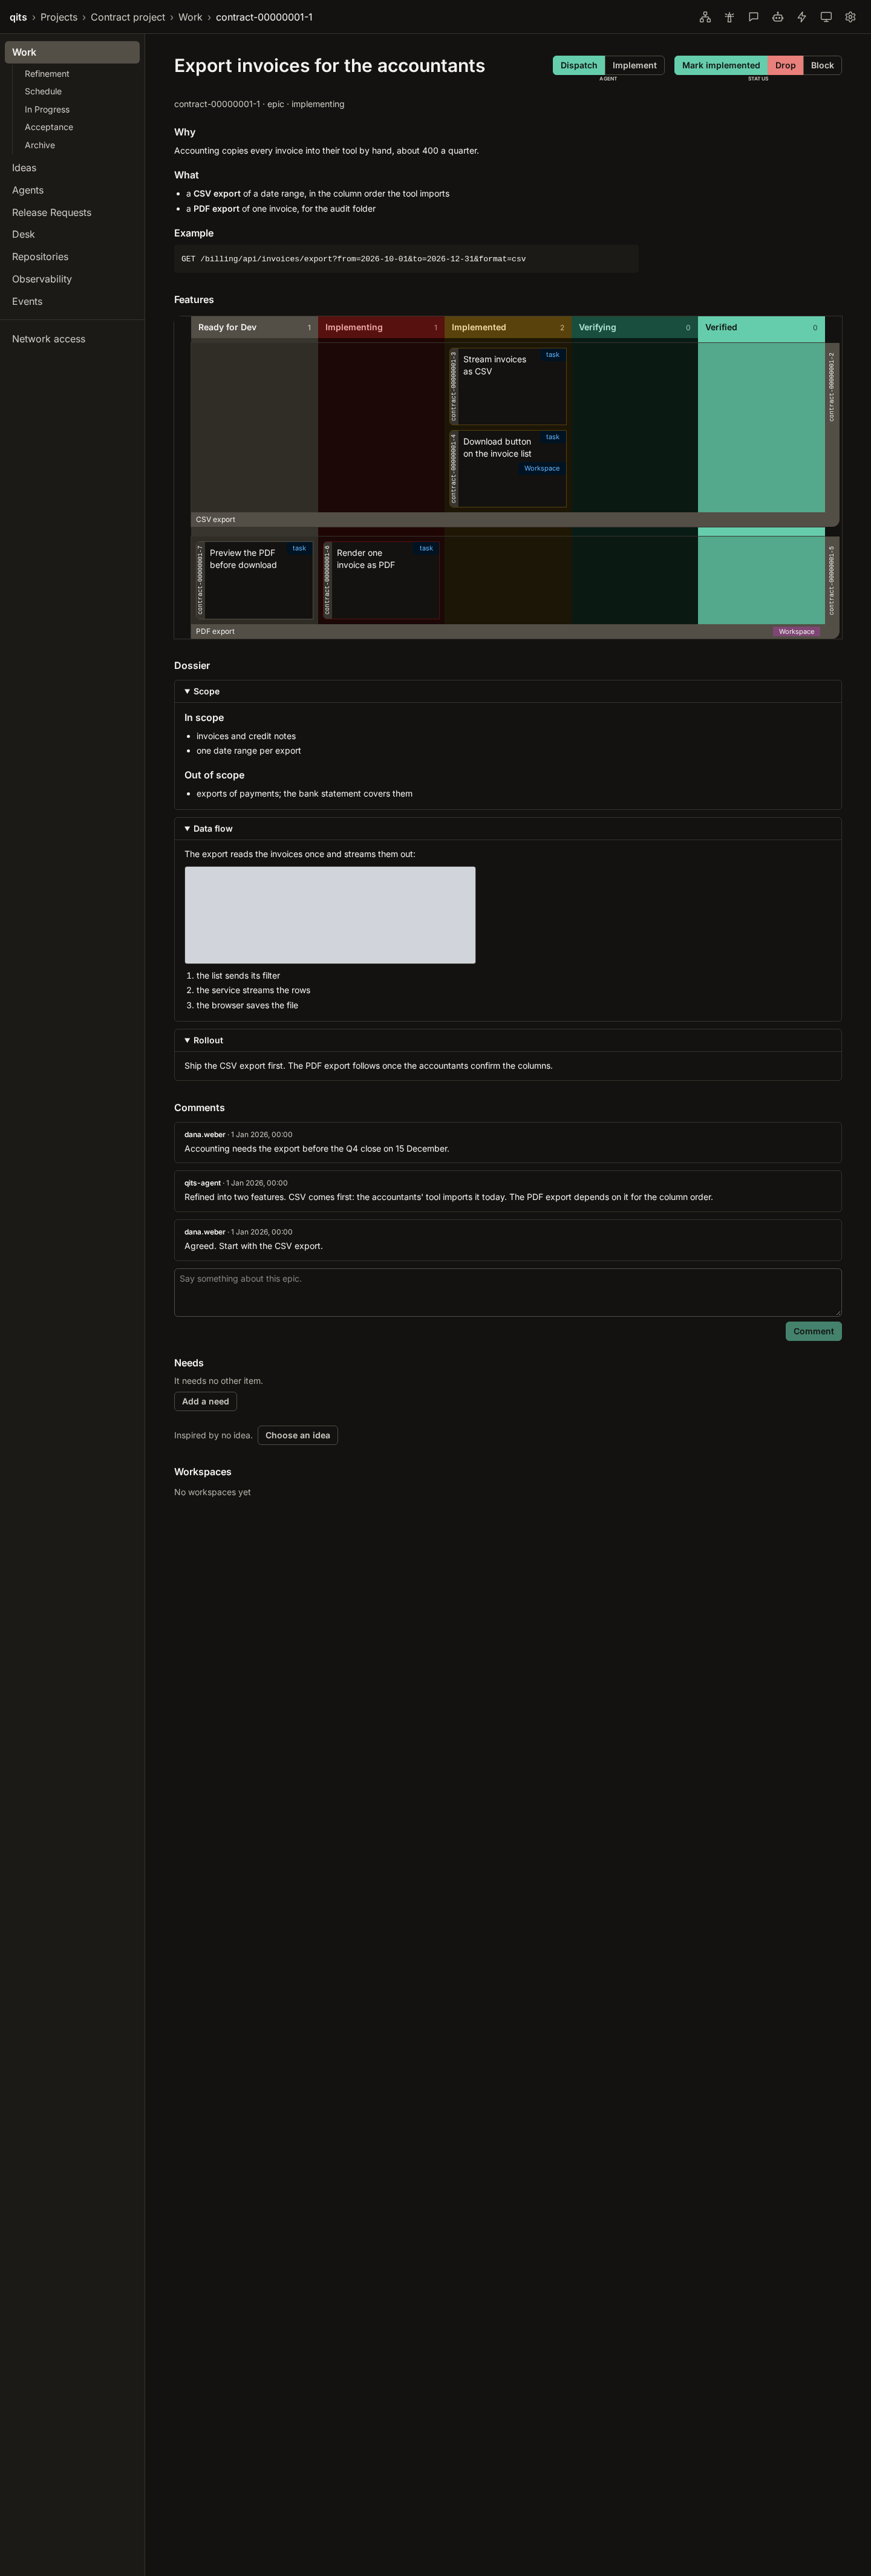 qits › Projects › Contract project › Work › contract-00000001-1
Work
Refinement
Schedule
In Progress
Acceptance
Archive
Ideas
Agents
Release Requests
Desk
Repositories
Observability
Events
Network access
Export invoices for the accountants
Dispatch Implement
AGENT
Mark implemented Drop Block
STATUS
contract-00000001-1 · epic · implementing
Why
Accounting copies every invoice into their tool by hand, about 400 a quarter.
What
• a CSV export of a date range, in the column order the tool imports
• a PDF export of one invoice, for the audit folder
Example
GET /billing/api/invoices/export?from=2026-10-01&to=2026-12-31&format=csv
Features
Ready for Dev 1
Implementing 1
Implemented 2
Verifying 0
Verified 0
contract-00000001-3
Stream invoices
as CSV
task
contract-00000001-4
Download button
on the invoice list
task
Workspace
contract-00000001-2
CSV export
contract-00000001-7
Preview the PDF
before download
task
contract-00000001-6
Render one
invoice as PDF
task
contract-00000001-5
PDF export
Workspace
Dossier
▼ Scope
In scope
• invoices and credit notes
• one date range per export
Out of scope
• exports of payments; the bank statement covers them
▼ Data flow
The export reads the invoices once and streams them out:
1. the list sends its filter
2. the service streams the rows
3. the browser saves the file
▼ Rollout
Ship the CSV export first. The PDF export follows once the accountants confirm the columns.
Comments
dana.weber · 1 Jan 2026, 00:00
Accounting needs the export before the Q4 close on 15 December.
qits-agent · 1 Jan 2026, 00:00
Refined into two features. CSV comes first: the accountants' tool imports it today. The PDF export depends on it for the column order.
dana.weber · 1 Jan 2026, 00:00
Agreed. Start with the CSV export.
Say something about this epic.
Comment
Needs
It needs no other item.
Add a need
Inspired by no idea. Choose an idea
Workspaces
No workspaces yet